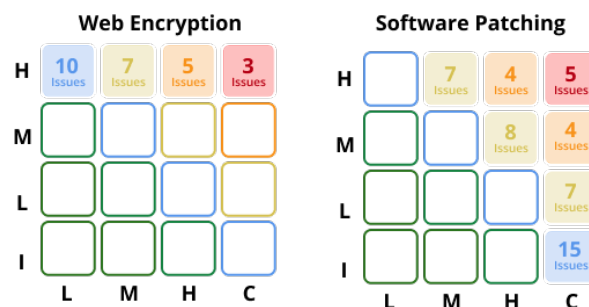 Web Encryption
H
10
Issues
7
Issues
5
Issues
3
Issues
M
L
I
L M H C
Software Patching
H
7
Issues
4
Issues
5
Issues
M
8
Issues
4
Issues
L
7
Issues
I
15
Issues
L M H C